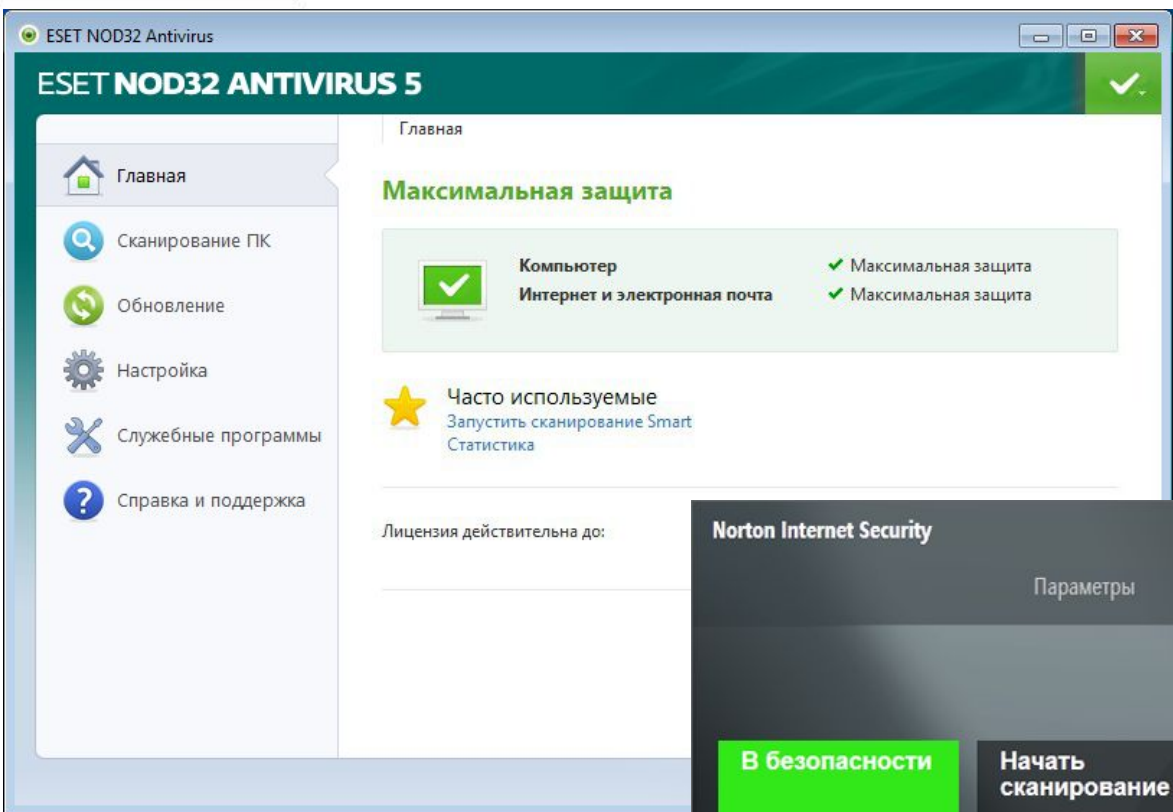 ESET NOD32 Antivirus
ESET NOD32 ANTIVIRUS 5
Главная
Сканирование ПК
Обновление
Настройка
Служебные программы
Справка и поддержка
Главная
Максимальная защита
Компьютер
Максимальная защита
Интернет и электронная почта
Максимальная защита
Часто используемые
Запустить сканирование Smart
Статистика
Лицензия действительна до:
Norton Internet Security
Параметры
В безопасности
Начать
сканирование